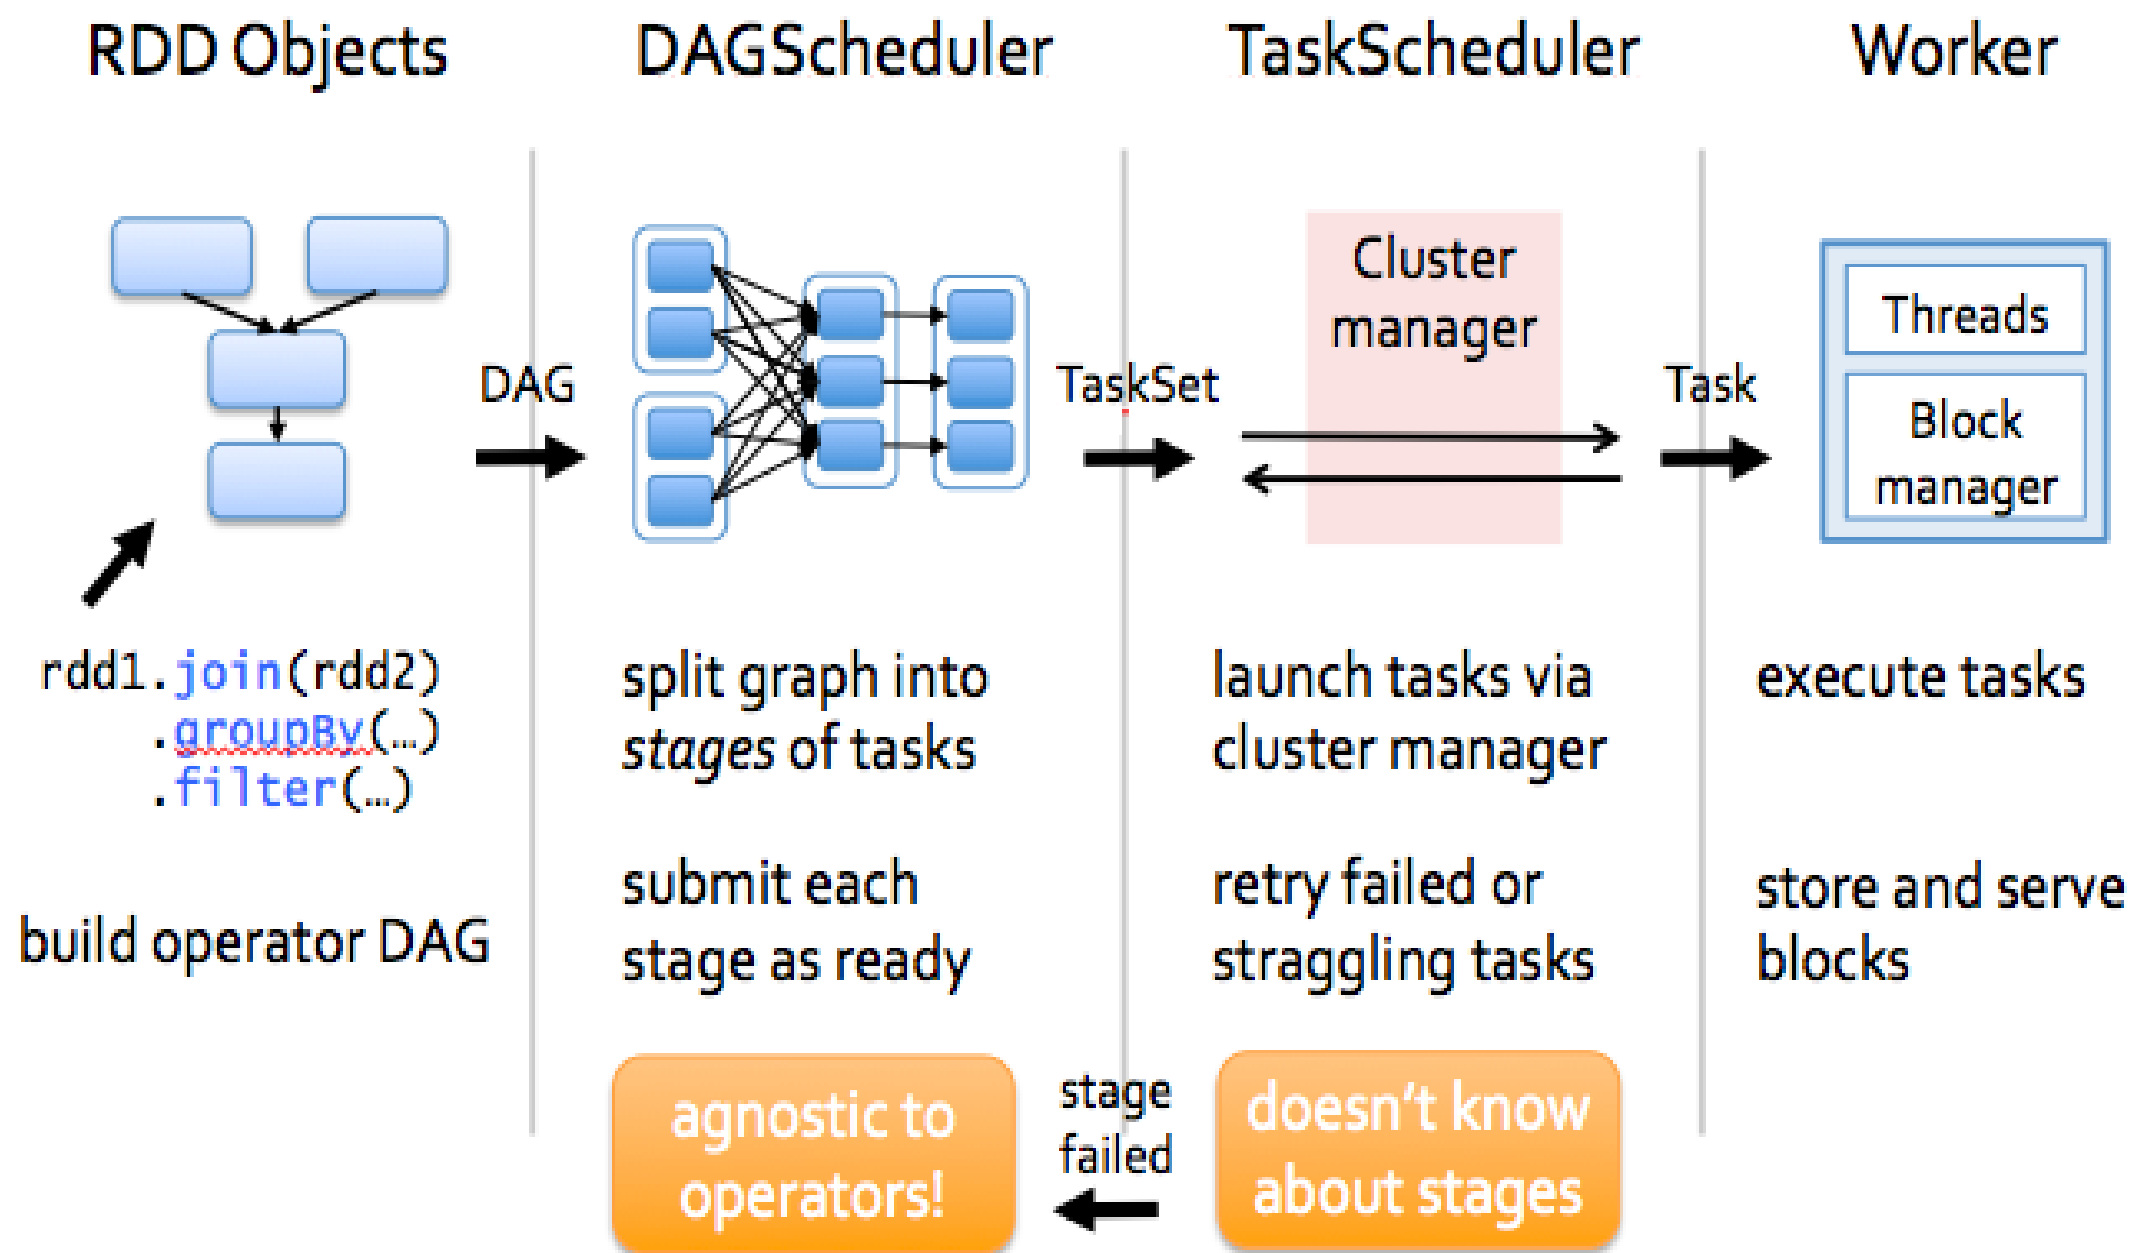 RDD Objects
DAGScheduler
TaskScheduler
Worker
DAG
TaskSet
Cluster
manager
Task
Threads
Block
manager
rdd1.join(rdd2)
.groupBy(…)
.filter(…)
build operator DAG
split graph into
stages of tasks
submit each
stage as ready
agnostic to
operators!
launch tasks via
cluster manager
retry failed or
straggling tasks
stage
failed
doesn't know
about stages
execute tasks
store and serve
blocks